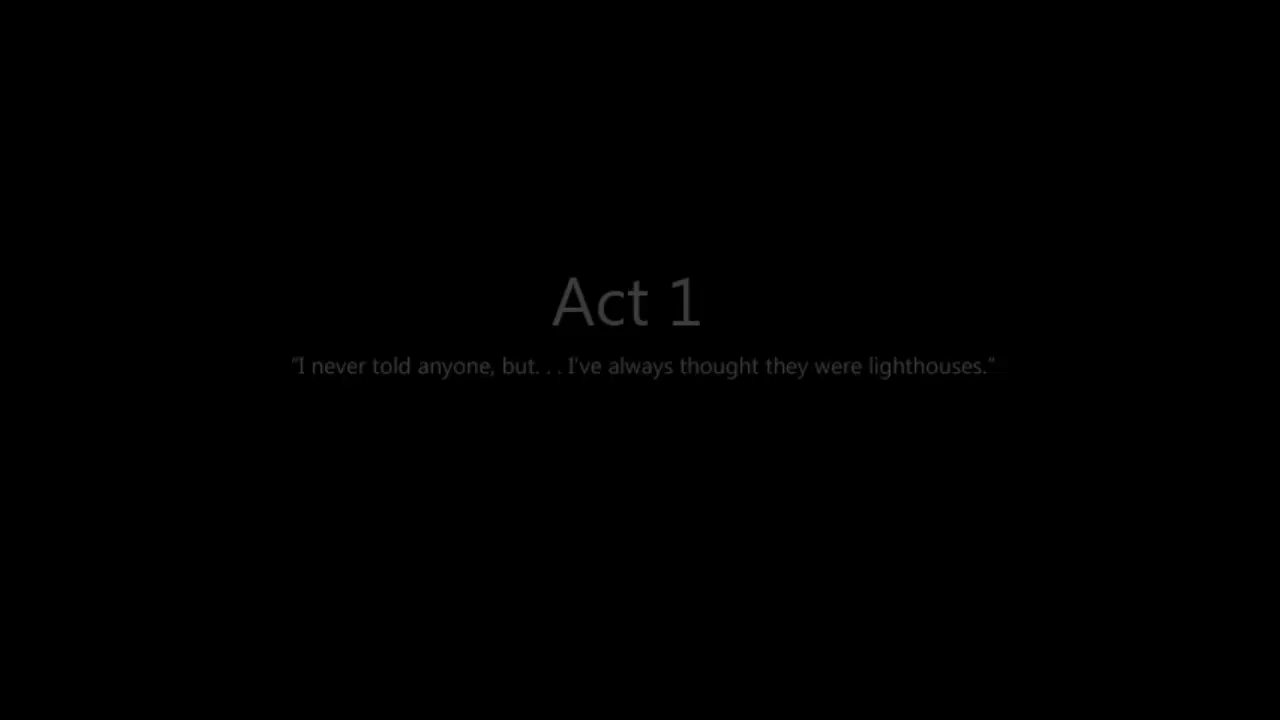 Act 1
"I never told anyone, but. . . I've always thought they were lighthouses."